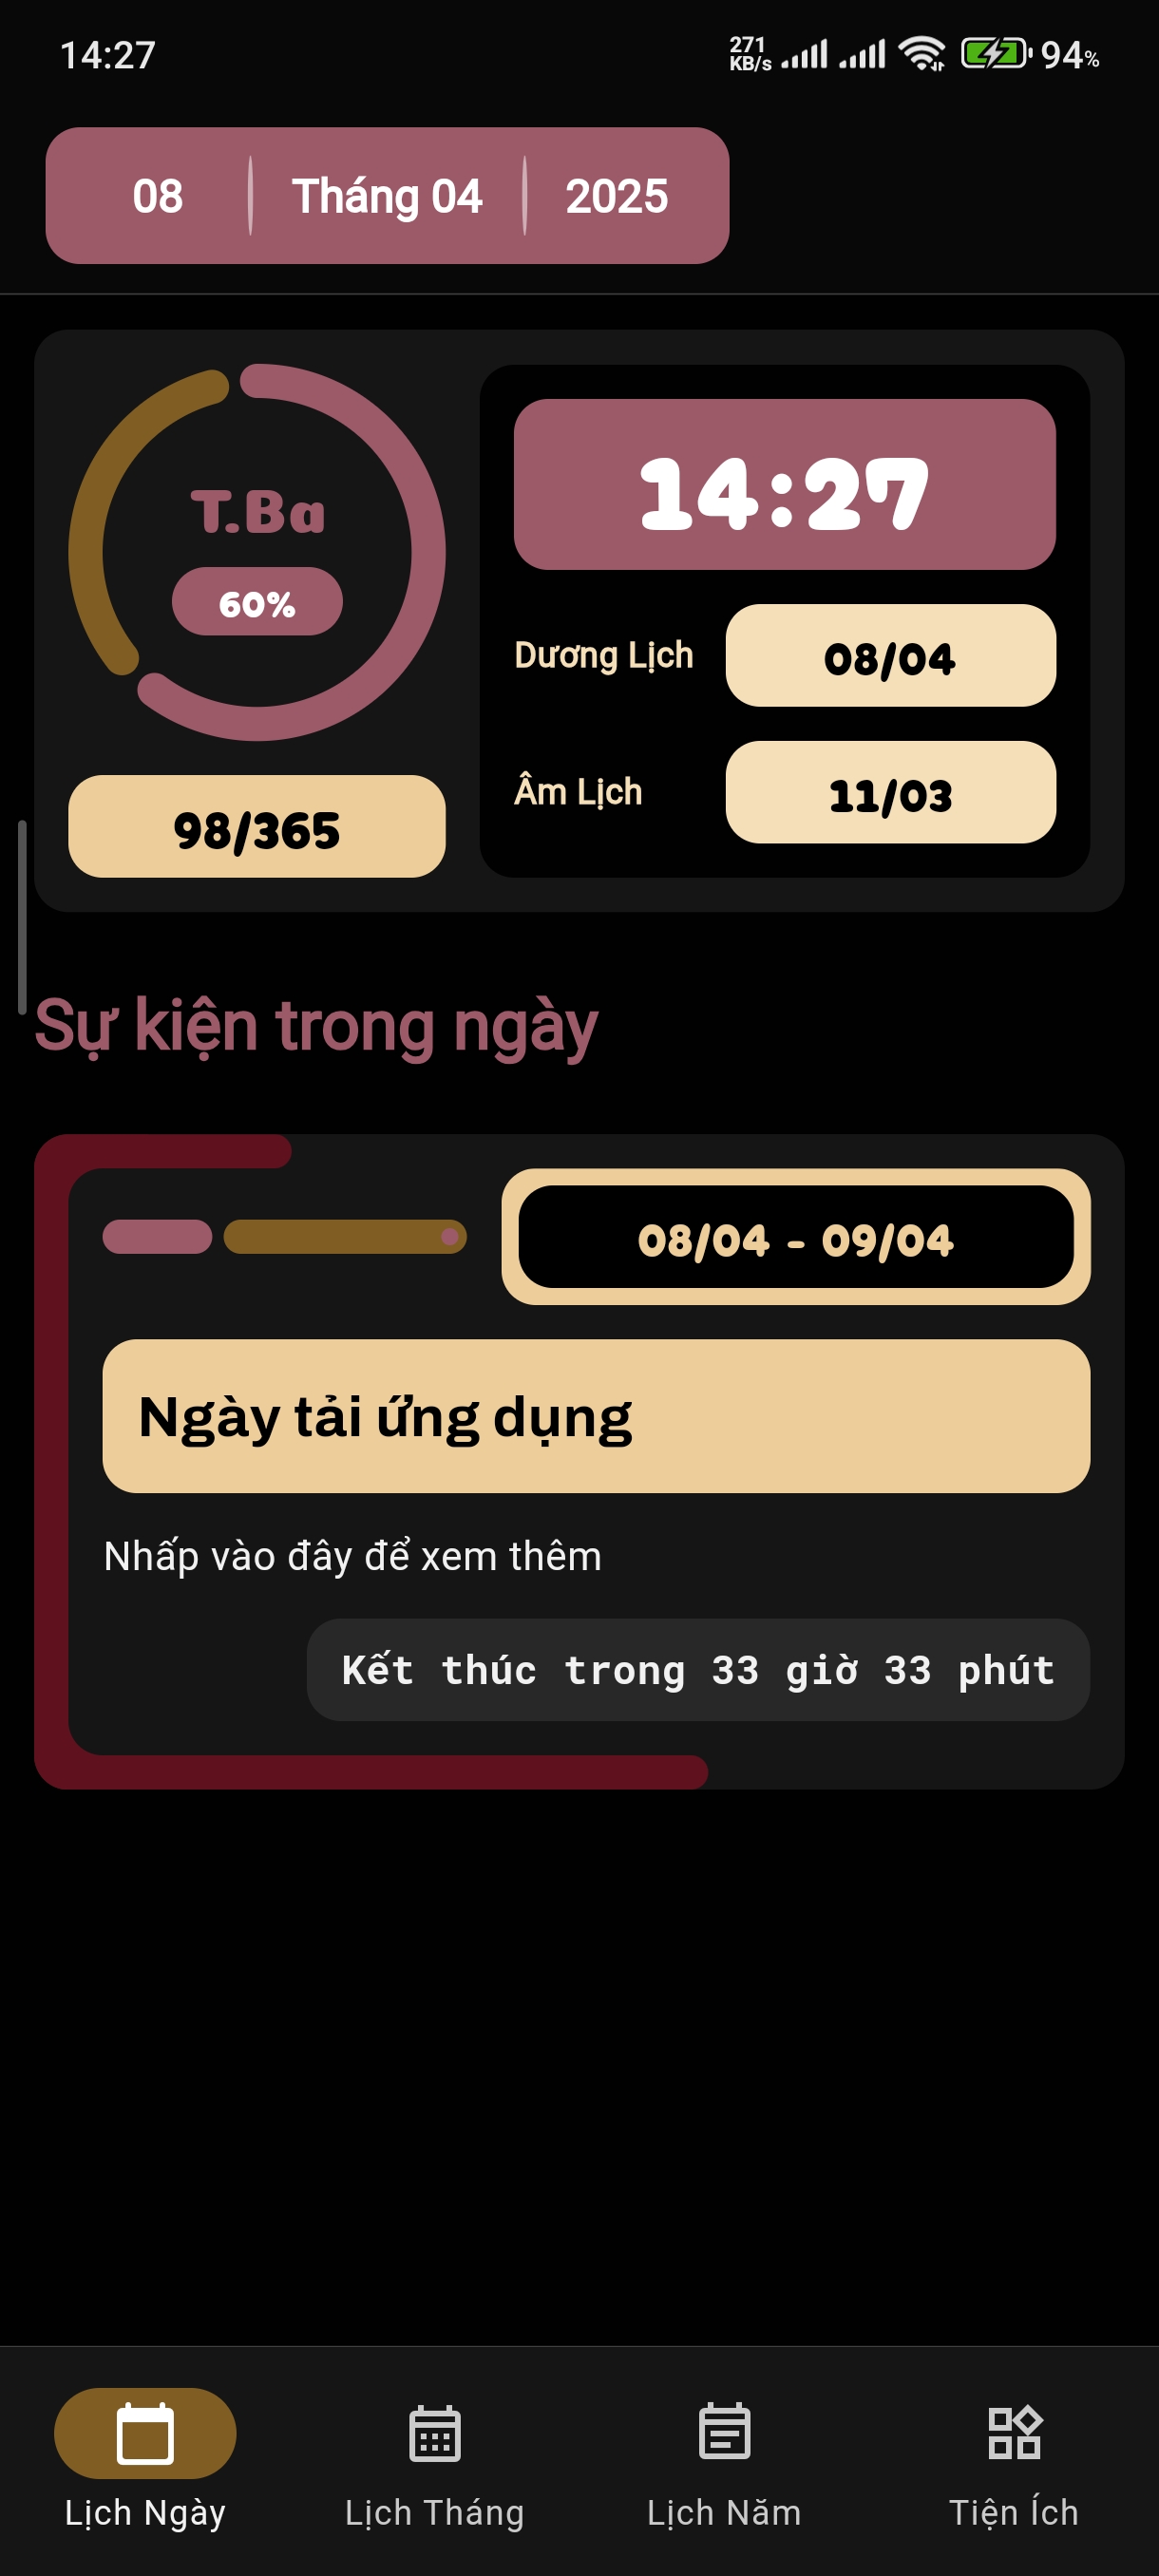 14:27
271
KB/s
94%
08
Tháng 04
2025
T.Ba
60%
98/365
14:27
Dương Lịch
08/04
Âm Lịch
11/03
Sự kiện trong ngày
08/04 - 09/04
Ngày tải ứng dụng
Nhấp vào đây để xem thêm
Kết thúc trong 33 giờ 33 phút
Lịch Ngày
Lịch Tháng
Lịch Năm
Tiện Ích